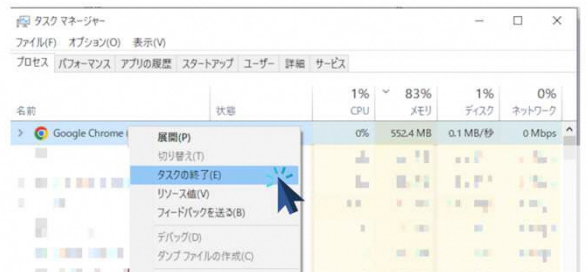 タスク マネージャー
ファイル(F) オプション(O) 表示(V)
プロセス パフォーマンス アプリの履歴 スタートアップ ユーザー 詳細 サービス
1% 83% 1% 0%
名前 状態 CPU メモリ ディスク ネットワーク
Google Chrome 0% 552.4 MB 0.1 MB/秒 0 Mbps
展開(P)
切り替え(T)
タスクの終了(E)
リソース値(V)
フィードバックを送る(B)
デバッグ(D)
ダンプ ファイルの作成(C)